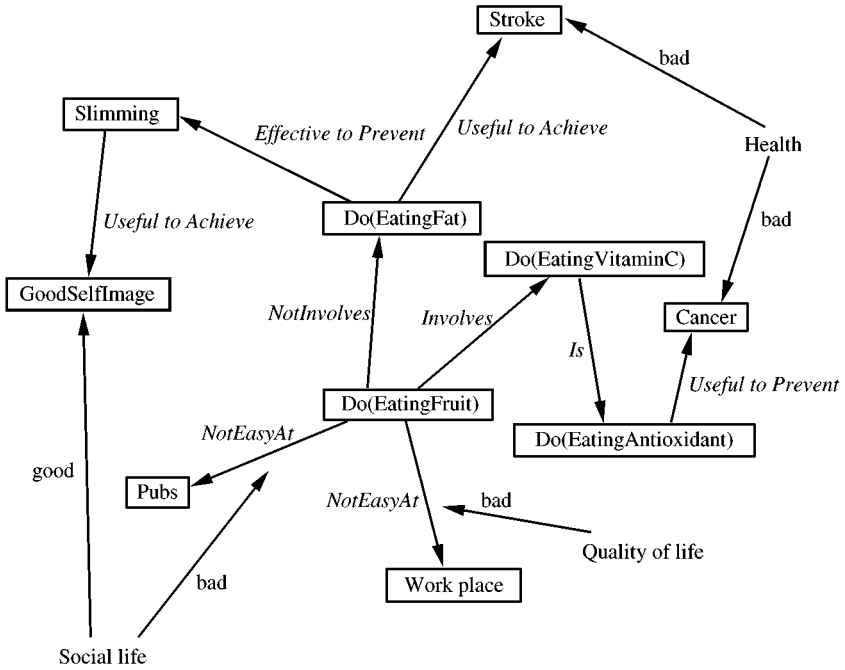 Stroke
bad
Slimming
Effective to Prevent
Useful to Achieve
Health
Useful to Achieve
Do(EatingFat)
bad
Do(EatingVitaminC)
GoodSelfImage
NotInvolves
Involves
Cancer
Is
Useful to Prevent
Do(EatingFruit)
NotEasyAt
Do(EatingAntioxidant)
good
Pubs
NotEasyAt
bad
Quality of life
bad
Work place
Social life